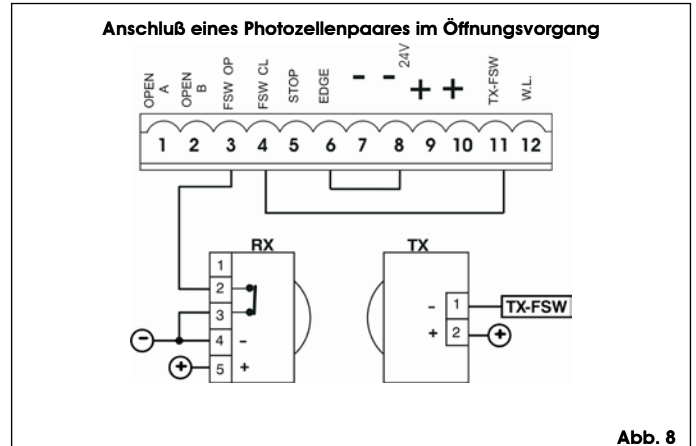 Anschluß eines Photozellenpaares im Öffnungsvorgang
OPEN A
OPEN B
FSW OP
FSW CL
STOP
EDGE
- - 24V
+ +
TX-FSW
W.L.
1 2 3 4 5 6 7 8 9 10 11 12
RX
1
2
3
4 -
5 +
-
+
TX
- 1 TX-FSW
+ 2 +
Abb. 8